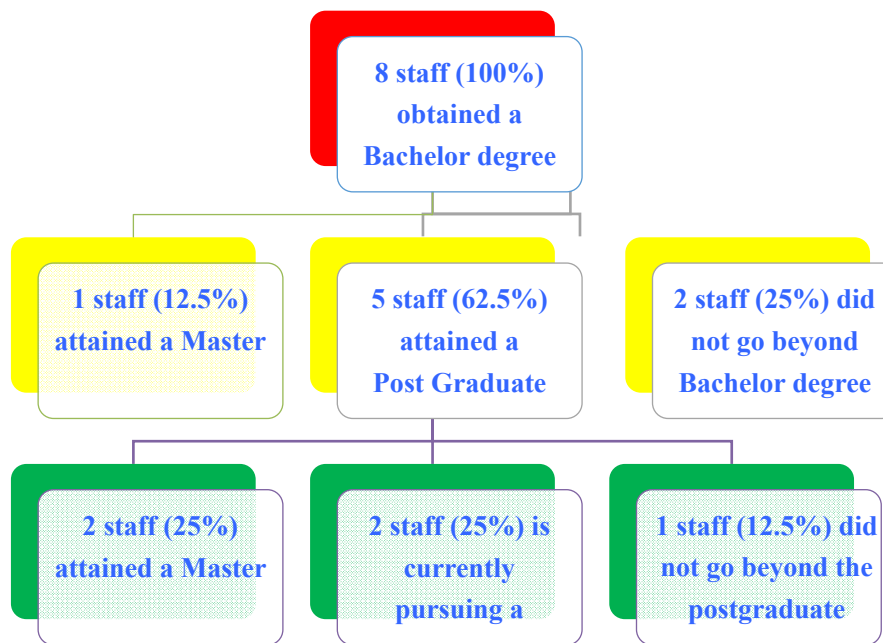 8 staff (100%)
obtained a
Bachelor degree
1 staff (12.5%)
attained a Master
5 staff (62.5%)
attained a
Post Graduate
2 staff (25%) did
not go beyond
Bachelor degree
2 staff (25%)
attained a Master
2 staff (25%) is
currently
pursuing a
1 staff (12.5%) did
not go beyond the
postgraduate